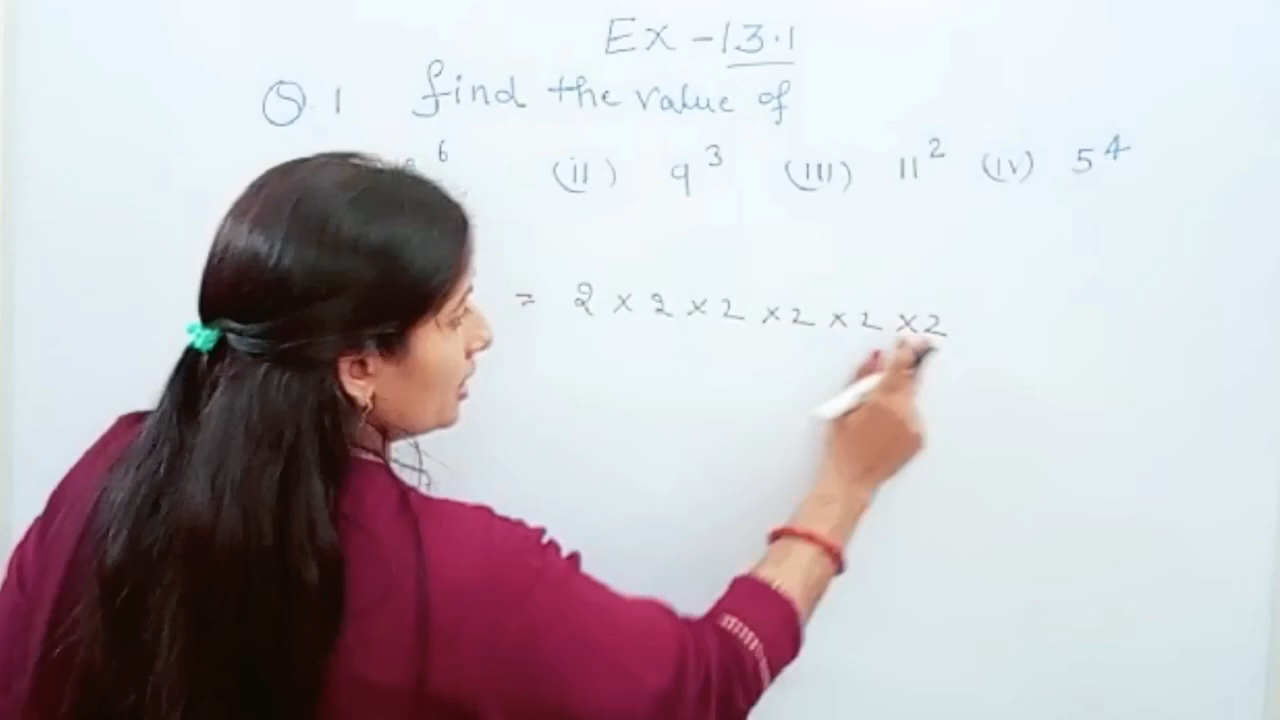 Ex-13.1
Q.1 find the value of
6 (ii) 9³ (iii) 11² (iv) 5⁴
= 2×2×2×2×2×2